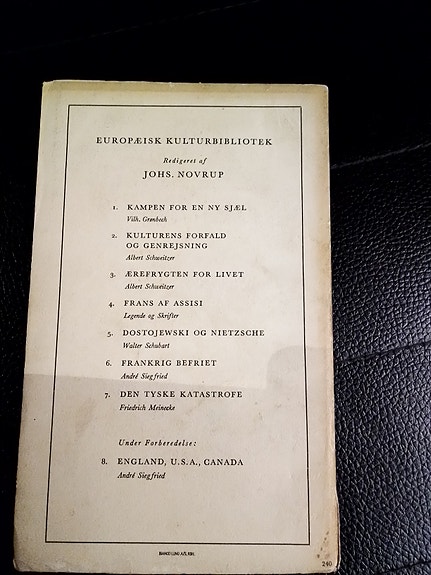 EUROPÆISK KULTURBIBLIOTEK
Redigeret af
JOHS. NOVRUP
1. KAMPEN FOR EN NY SJÆL
Vilh. Grønbech
2. KULTURENS FORFALD
OG GENREJSNING
Albert Schweitzer
3. ÆREFRYGTEN FOR LIVET
Albert Schweitzer
4. FRANS AF ASSISI
Legende og Skrifter
5. DOSTOJEWSKI OG NIETZSCHE
Walter Schubart
6. FRANKRIG BEFRIET
André Siegfried
7. DEN TYSKE KATASTROFE
Friedrich Meinecke
Under Forberedelse:
8. ENGLAND, U.S.A., CANADA
André Siegfried
240